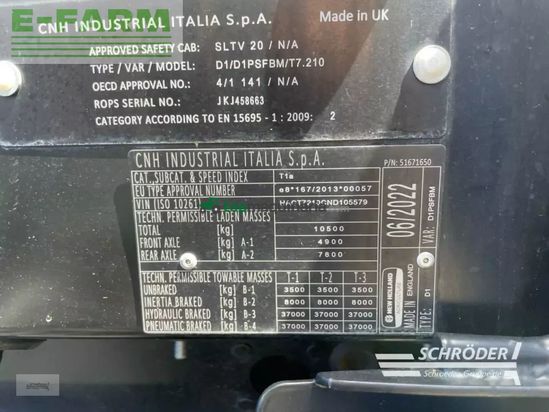 E-FARM
CNH INDUSTRIAL ITALIA S.p.A.
Made in UK
APPROVED SAFETY CAB: SLTV 20 / N/A
TYPE / VAR / MODEL: D1/D1PSFBM/T7.210
OECD APPROVAL NO.: 4/1 141 / N/A
ROPS SERIAL NO.: JKJ458663
CATEGORY ACCORDING TO EN 15695 - 1 : 2009: 2
CNH INDUSTRIAL ITALIA S.p.A.
P/N: 51671650
CAT., SUBCAT. & SPEED INDEX T1a
EU TYPE APPROVAL NUMBER e8*167/2013*00057
VIN (ISO 10261)
TECHN. PERMISSIBLE LADEN MASSES
TOTAL [kg] 10500
FRONT AXLE [kg] A-1 4900
REAR AXLE [kg] A-2 7800
TECHN. PERMISSIBLE TOWABLE MASSES T-1 T-2 T-3
UNBRAKED [kg] B-1 3500 3500 3500
INERTIA BRAKED [kg] B-2 8000 8000 8000
HYDRAULIC BRAKED [kg] B-3 37000 37000 37000
PNEUMATIC BRAKED [kg] B-4 37000 37000 37000
06/2022
VAR: D1PSFBM
NEW HOLLAND
MADE IN ENGLAND
TYPE: D1
SCHRÖDER
Schröder Gruppe.de